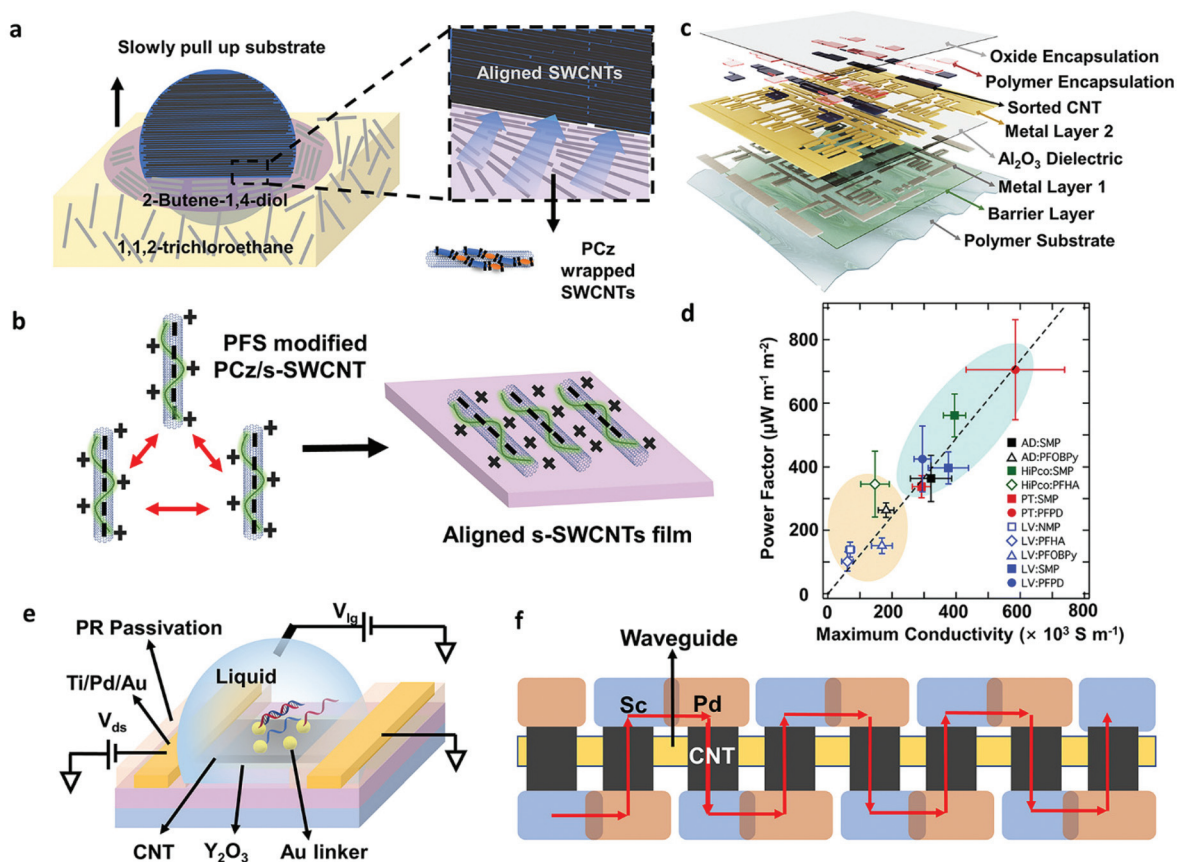 a
Slowly pull up substrate
2-Butene-1,4-diol
1,1,2-trichloroethane
Aligned SWCNTs
PCz
wrapped
SWCNTs
c
Oxide Encapsulation
Polymer Encapsulation
Sorted CNT
Metal Layer 2
Al₂O₃ Dielectric
Metal Layer 1
Barrier Layer
Polymer Substrate
b
PFS modified
PCz/s-SWCNT
Aligned s-SWCNTs film
d
Power Factor (μW m⁻¹ m⁻²)
800
600
400
200
0
0
200
400
600
800
Maximum Conductivity (× 10³ S m⁻¹)
AD:SMP
AD:PFOBPy
HiPco:SMP
HiPco:PFHA
PT:SMP
PT:PFPD
LV:NMP
LV:PFHA
LV:PFOBPy
LV:SMP
LV:PFPD
e
PR Passivation
Ti/Pd/Au
V_ds
Liquid
V_lg
CNT
Y₂O₃
Au linker
f
Waveguide
Sc
Pd
CNT